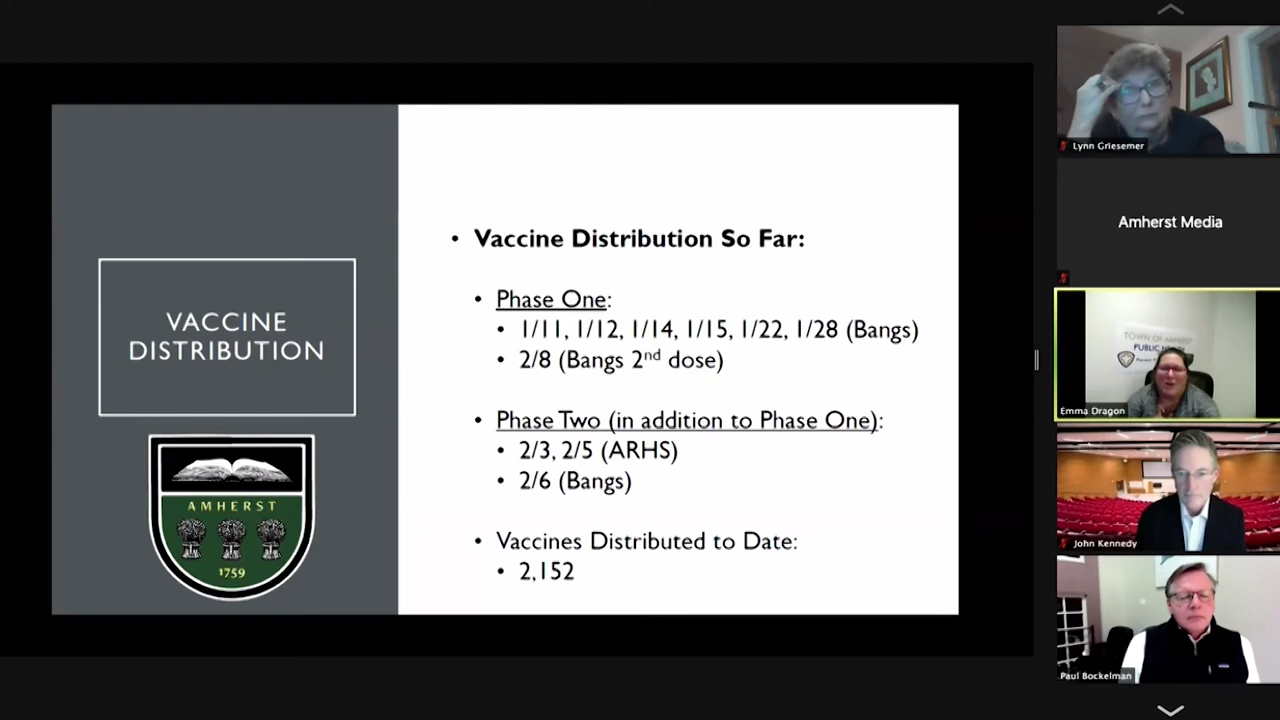 VACCINE
DISTRIBUTION
AMHERST
1759
• Vaccine Distribution So Far:
• Phase One:
• 1/11, 1/12, 1/14, 1/15, 1/22, 1/28 (Bangs)
• 2/8 (Bangs 2nd dose)
• Phase Two (in addition to Phase One):
• 2/3, 2/5 (ARHS)
• 2/6 (Bangs)
• Vaccines Distributed to Date:
• 2,152
Lynn Griesemer
Amherst Media
TOWN OF AMHERST
PUBLIC HEALTH
Emma Dragon
John Kennedy
Paul Bockelman